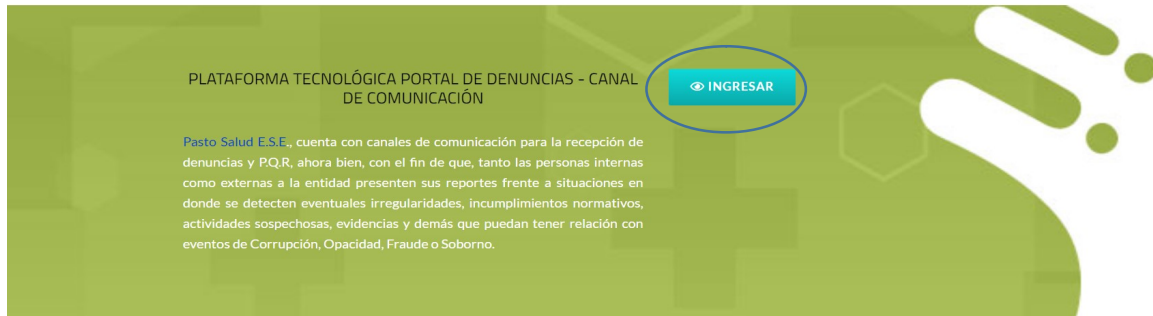 PLATAFORMA TECNOLÓGICA PORTAL DE DENUNCIAS - CANAL
DE COMUNICACIÓN
INGRESAR
Pasto Salud E.S.E., cuenta con canales de comunicación para la recepción de
denuncias y P.Q.R, ahora bien, con el fin de que, tanto las personas internas
como externas a la entidad presenten sus reportes frente a situaciones en
donde se detecten eventuales irregularidades, incumplimientos normativos,
actividades sospechosas, evidencias y demás que puedan tener relación con
eventos de Corrupción, Opacidad, Fraude o Soborno.